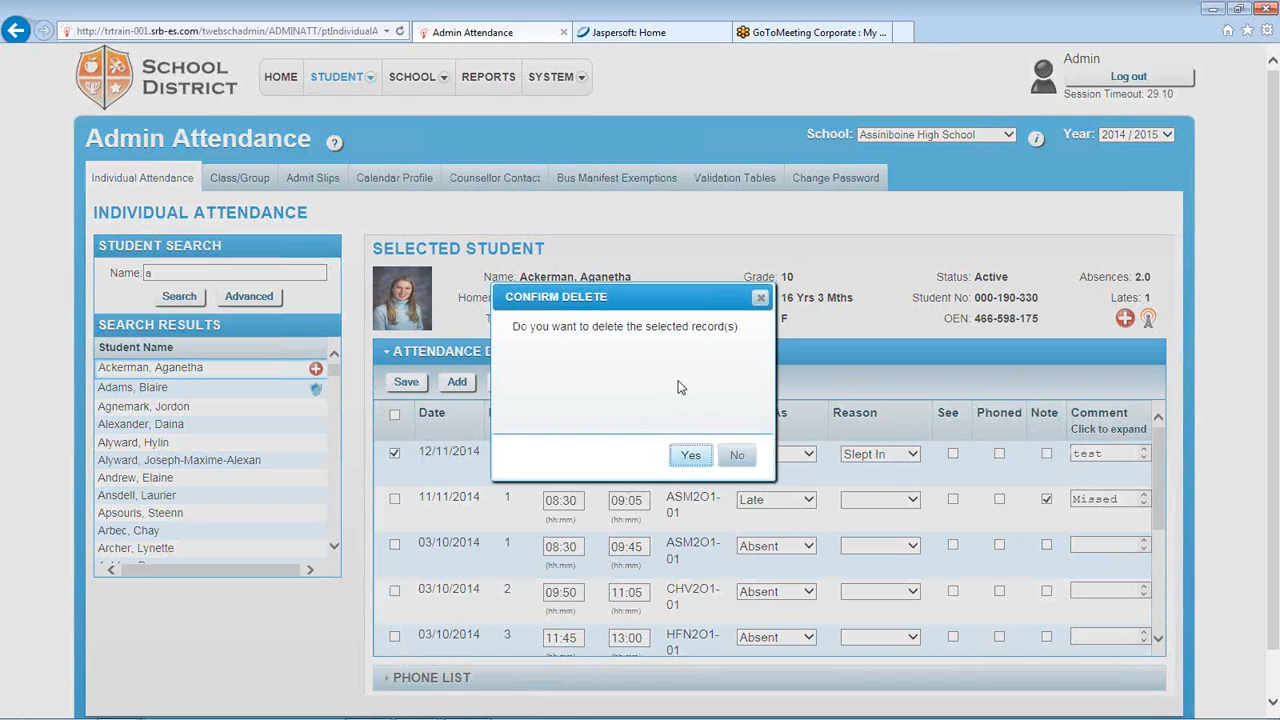 http://trtrain-001.srb-es.com/twebschadmin/ADMINATT/ptIndividualA
Admin Attendance
Jaspersoft: Home
GoToMeeting Corporate : My ...
SCHOOL
DISTRICT
HOME
STUDENT
SCHOOL
REPORTS
SYSTEM
Admin
Log out
Session Timeout: 29.10
Admin Attendance ?
School: Assiniboine High School
i
Year: 2014 / 2015
Individual Attendance
Class/Group
Admit Slips
Calendar Profile
Counsellor Contact
Bus Manifest Exemptions
Validation Tables
Change Password
INDIVIDUAL ATTENDANCE
STUDENT SEARCH
Name: a
Search
Advanced
SEARCH RESULTS
Student Name
Ackerman, Aganetha
Adams, Blaire
Agnemark, Jordon
Alexander, Daina
Alyward, Hylin
Alyward, Joseph-Maxime-Alexan
Andrew, Elaine
Ansdell, Laurier
Apsouris, Steenn
Arbec, Chay
Archer, Lynette
SELECTED STUDENT
Name: Ackerman, Aganetha
Grade: 10
Status: Active
Absences: 2.0
16 Yrs 3 Mths
Student No: 000-190-330
Lates: 1
F
OEN: 466-598-175
ATTENDANCE
Save
Add
CONFIRM DELETE
Do you want to delete the selected record(s)
Yes
No
Date
As
Reason
See
Phoned
Note
Comment
Click to expand
12/11/2014
Slept In
test
11/11/2014 1 08:30 09:05 ASM2O1-01 Late Missed
(hh:mm) (hh:mm)
03/10/2014 1 08:30 09:45 ASM2O1-01 Absent
(hh:mm) (hh:mm)
03/10/2014 2 09:50 11:05 CHV2O1-01 Absent
(hh:mm) (hh:mm)
03/10/2014 3 11:45 13:00 HFN2O1-01 Absent
PHONE LIST